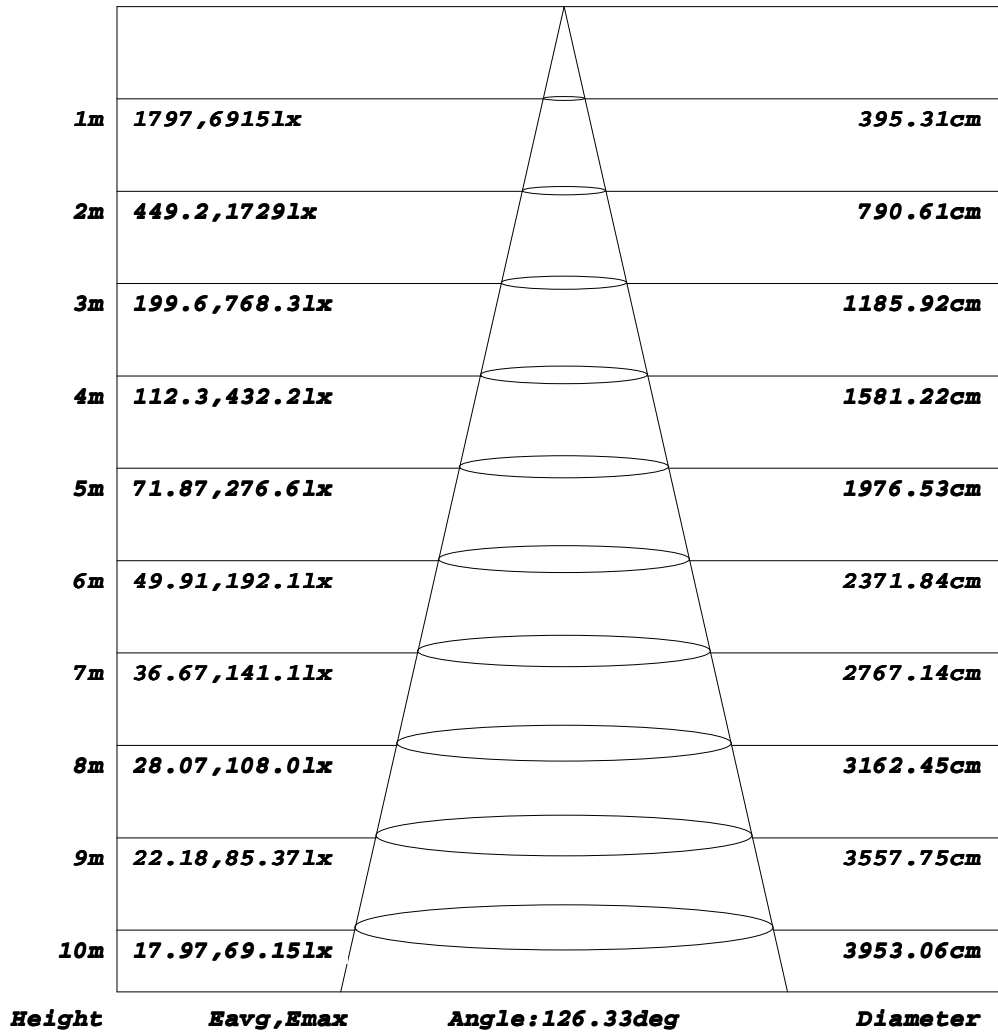 1m 1797,6915lx 395.31cm
2m 449.2,1729lx 790.61cm
3m 199.6,768.3lx 1185.92cm
4m 112.3,432.2lx 1581.22cm
5m 71.87,276.6lx 1976.53cm
6m 49.91,192.1lx 2371.84cm
7m 36.67,141.1lx 2767.14cm
8m 28.07,108.0lx 3162.45cm
9m 22.18,85.37lx 3557.75cm
10m 17.97,69.15lx 3953.06cm
Height Eavg,Emax Angle:126.33deg Diameter